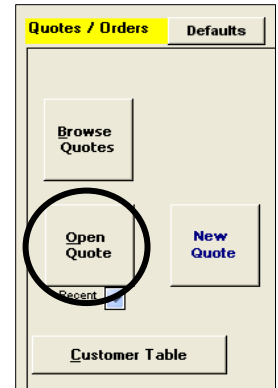 Quotes / Orders
Defaults
Browse
Quotes
Open
Quote
New
Quote
Recent
Customer Table